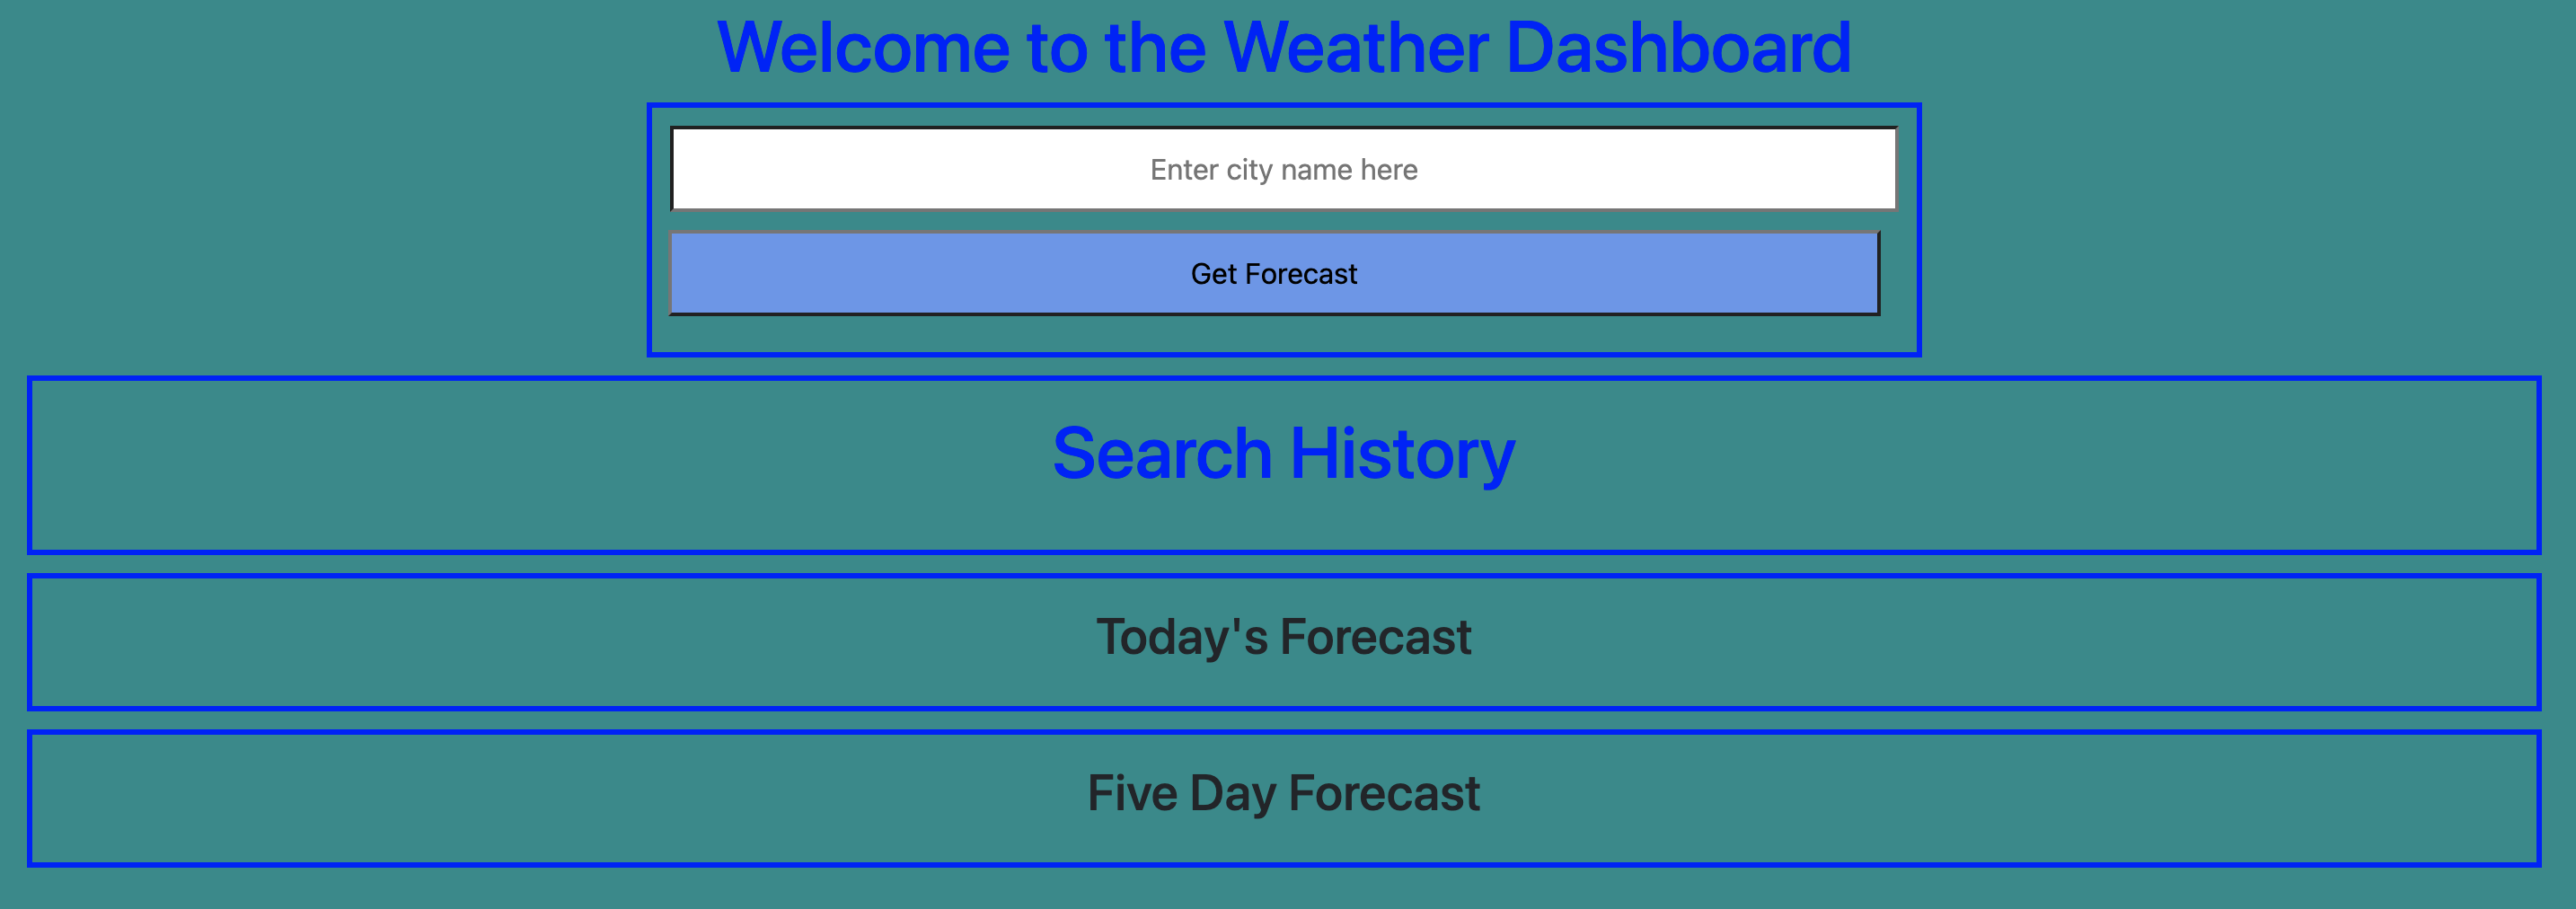 Welcome to the Weather Dashboard
Enter city name here
Get Forecast
Search History
Today's Forecast
Five Day Forecast